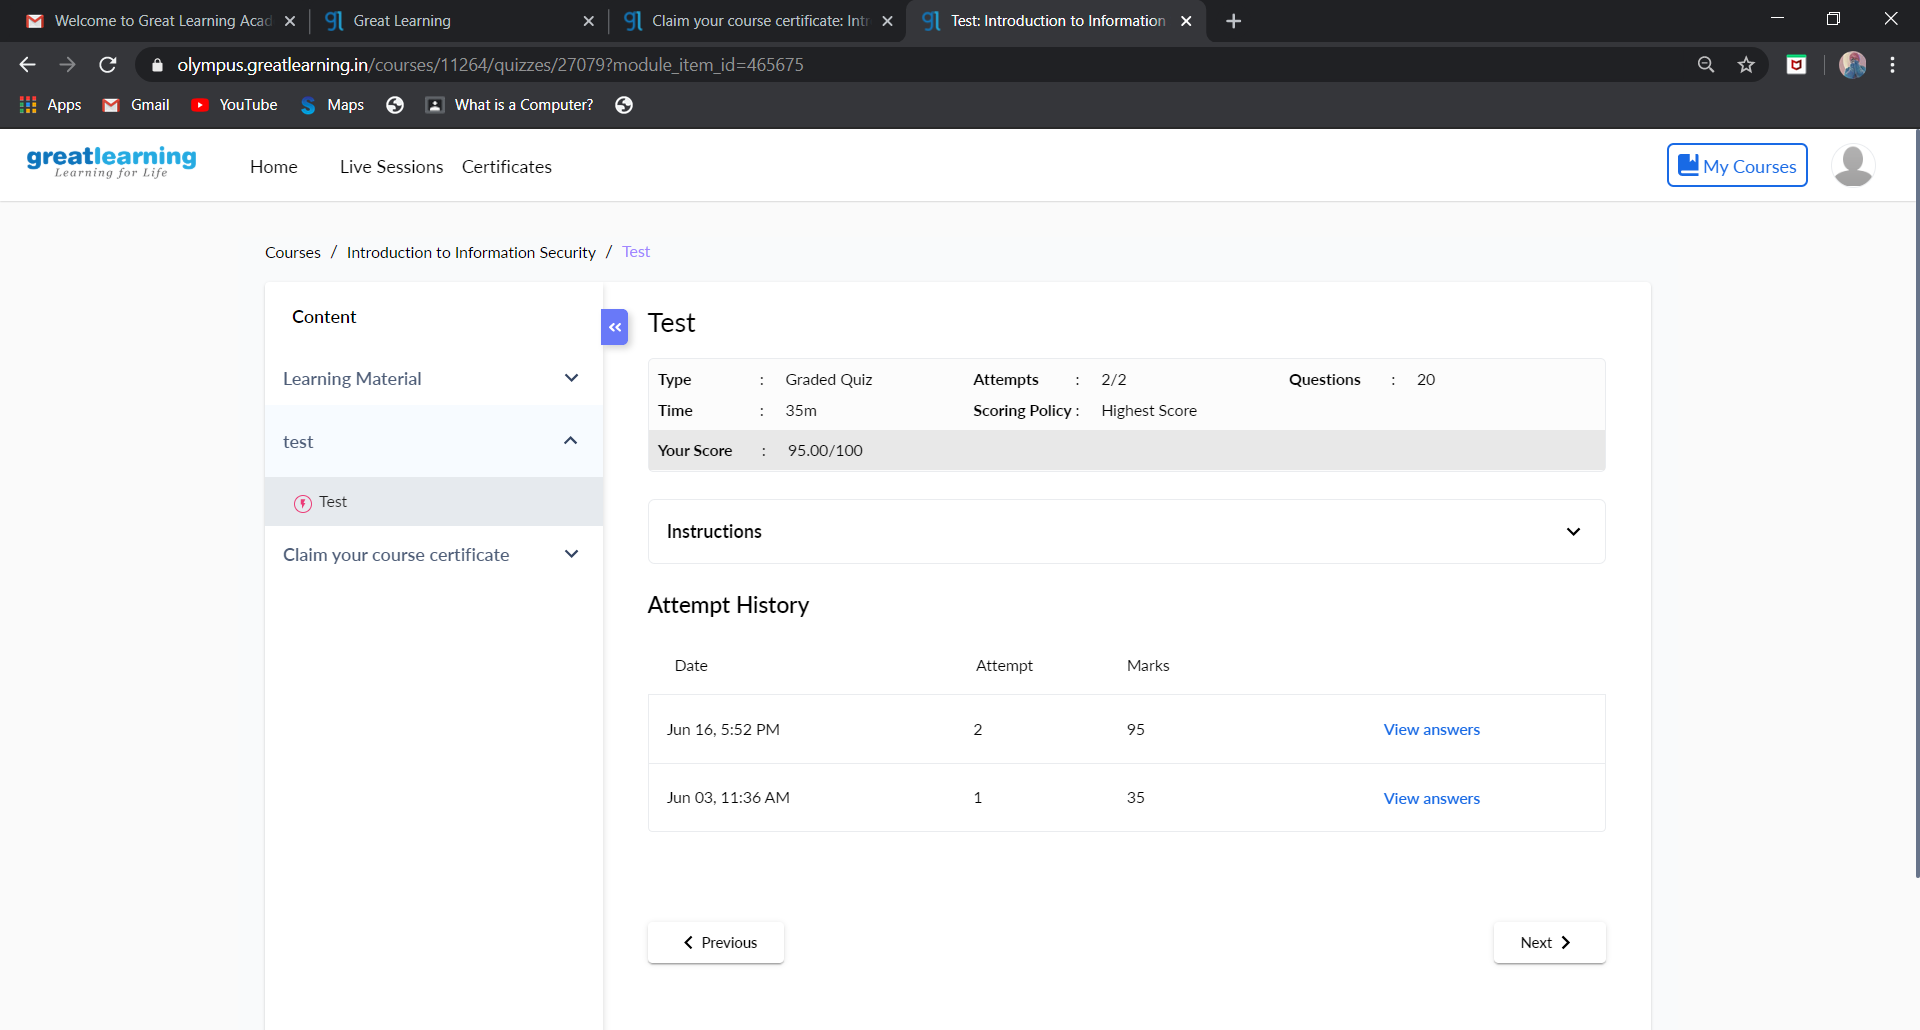 Welcome to Great Learning Acad
Great Learning
Claim your course certificate: Intr
Test: Introduction to Information
olympus.greatlearning.in/courses/11264/quizzes/27079?module_item_id=465675
Apps Gmail YouTube Maps What is a Computer?
greatlearning
Learning for Life
Home Live Sessions Certificates
My Courses
Courses / Introduction to Information Security / Test
Content
Learning Material
test
Test
Claim your course certificate
«
Test
Type : Graded Quiz Attempts : 2/2 Questions : 20
Time : 35m Scoring Policy : Highest Score
Your Score : 95.00/100
Instructions
Attempt History
Date Attempt Marks
Jun 16, 5:52 PM 2 95 View answers
Jun 03, 11:36 AM 1 35 View answers
Previous
Next